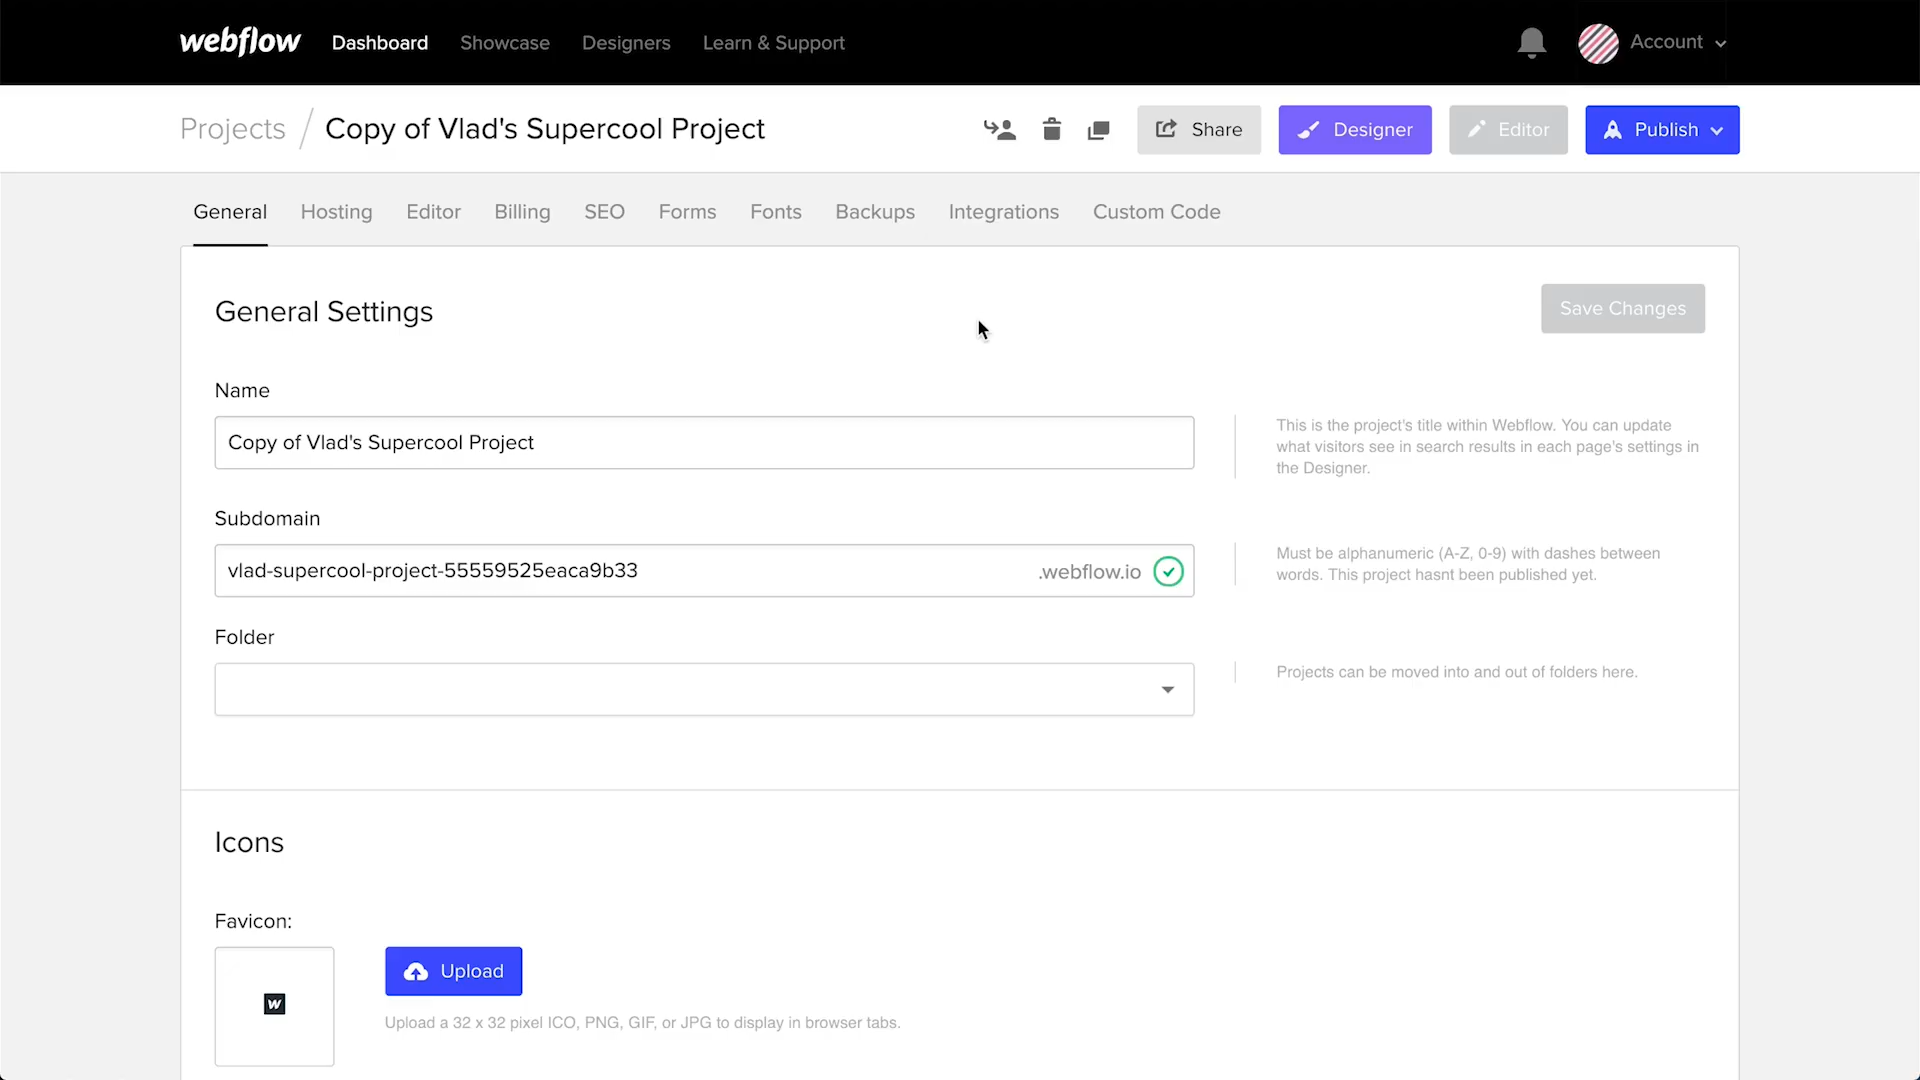 webflow Dashboard Showcase Designers Learn & Support Account
Projects / Copy of Vlad's Supercool Project Share Designer Editor Publish
General Hosting Editor Billing SEO Forms Fonts Backups Integrations Custom Code
General Settings
Save Changes
Name
Copy of Vlad's Supercool Project
This is the project's title within Webflow. You can update
what visitors see in search results in each page's settings in
the Designer.
Subdomain
vlad-supercool-project-55559525eaca9b33 .webflow.io
Must be alphanumeric (A-Z, 0-9) with dashes between
words. This project hasnt been published yet.
Folder
Projects can be moved into and out of folders here.
Icons
Favicon:
W
Upload
Upload a 32 x 32 pixel ICO, PNG, GIF, or JPG to display in browser tabs.